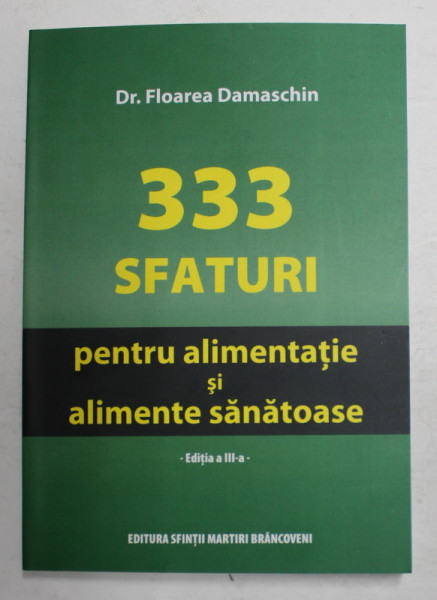 Dr. Floarea Damaschin
333
SFATURI
pentru alimentație
și
alimente sănătoase
- Ediția a III-a -
EDITURA SFINȚII MARTIRI BRÂNCOVENI